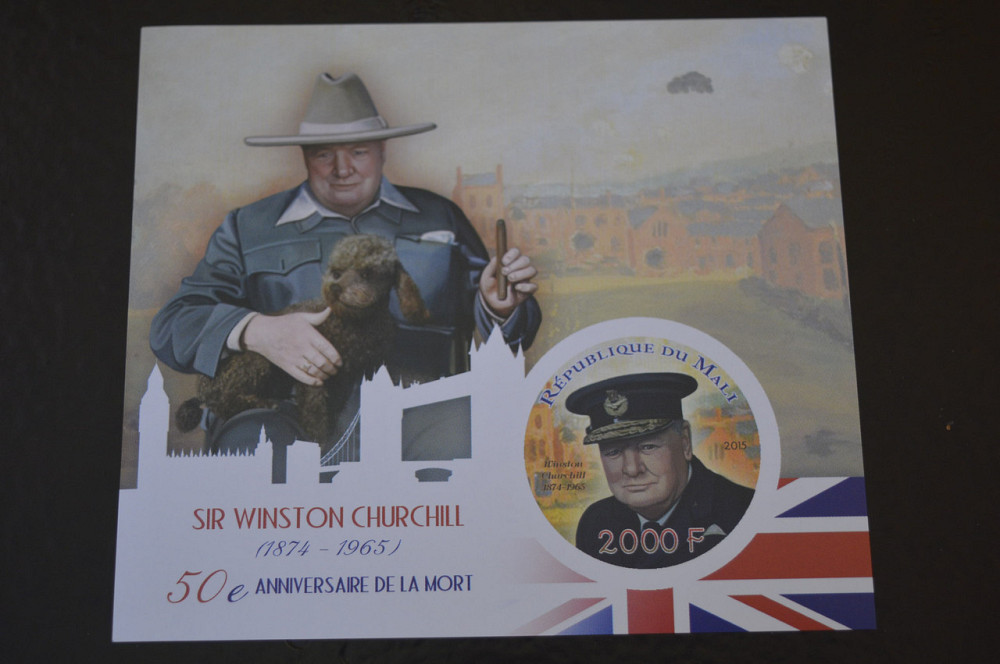 RÉPUBLIQUE DU MALI
2015
Winston
Churchill
1874-1965
2000 F
SIR WINSTON CHURCHILL
(1874 - 1965)
50e ANNIVERSAIRE DE LA MORT